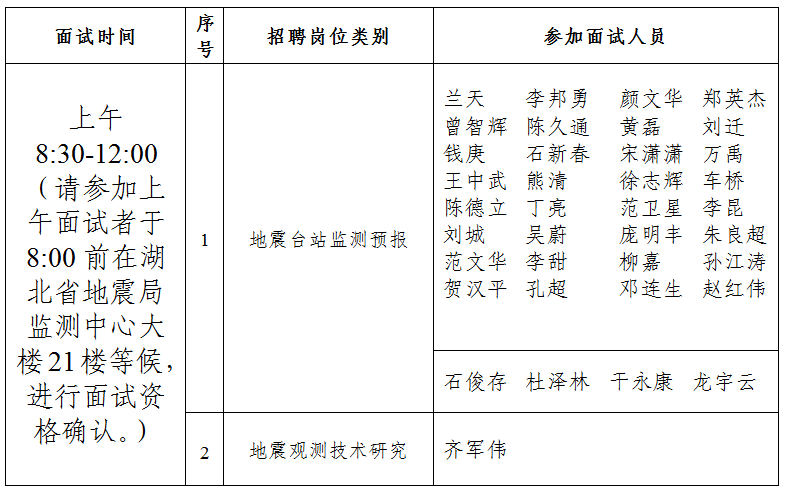 面试时间 序号 招聘岗位类别 参加面试人员
上午
8:30-12:00
（请参加上
午面试者于
8:00 前在湖
北省地震局
监测中心大
楼 21 楼等候，
进行面试资
格确认。）
1 地震台站监测预报
兰天 李邦勇 颜文华 郑英杰
曾智辉 陈久通 黄磊 刘迁
钱庚 石新春 宋潇潇 万禹
王中武 熊清 徐志辉 车桥
陈德立 丁亮 范卫星 李昆
刘城 吴蔚 庞明丰 朱良超
范文华 李甜 柳嘉 孙江涛
贺汉平 孔超 邓连生 赵红伟
石俊存 杜泽林 干永康 龙宇云
2 地震观测技术研究 齐军伟